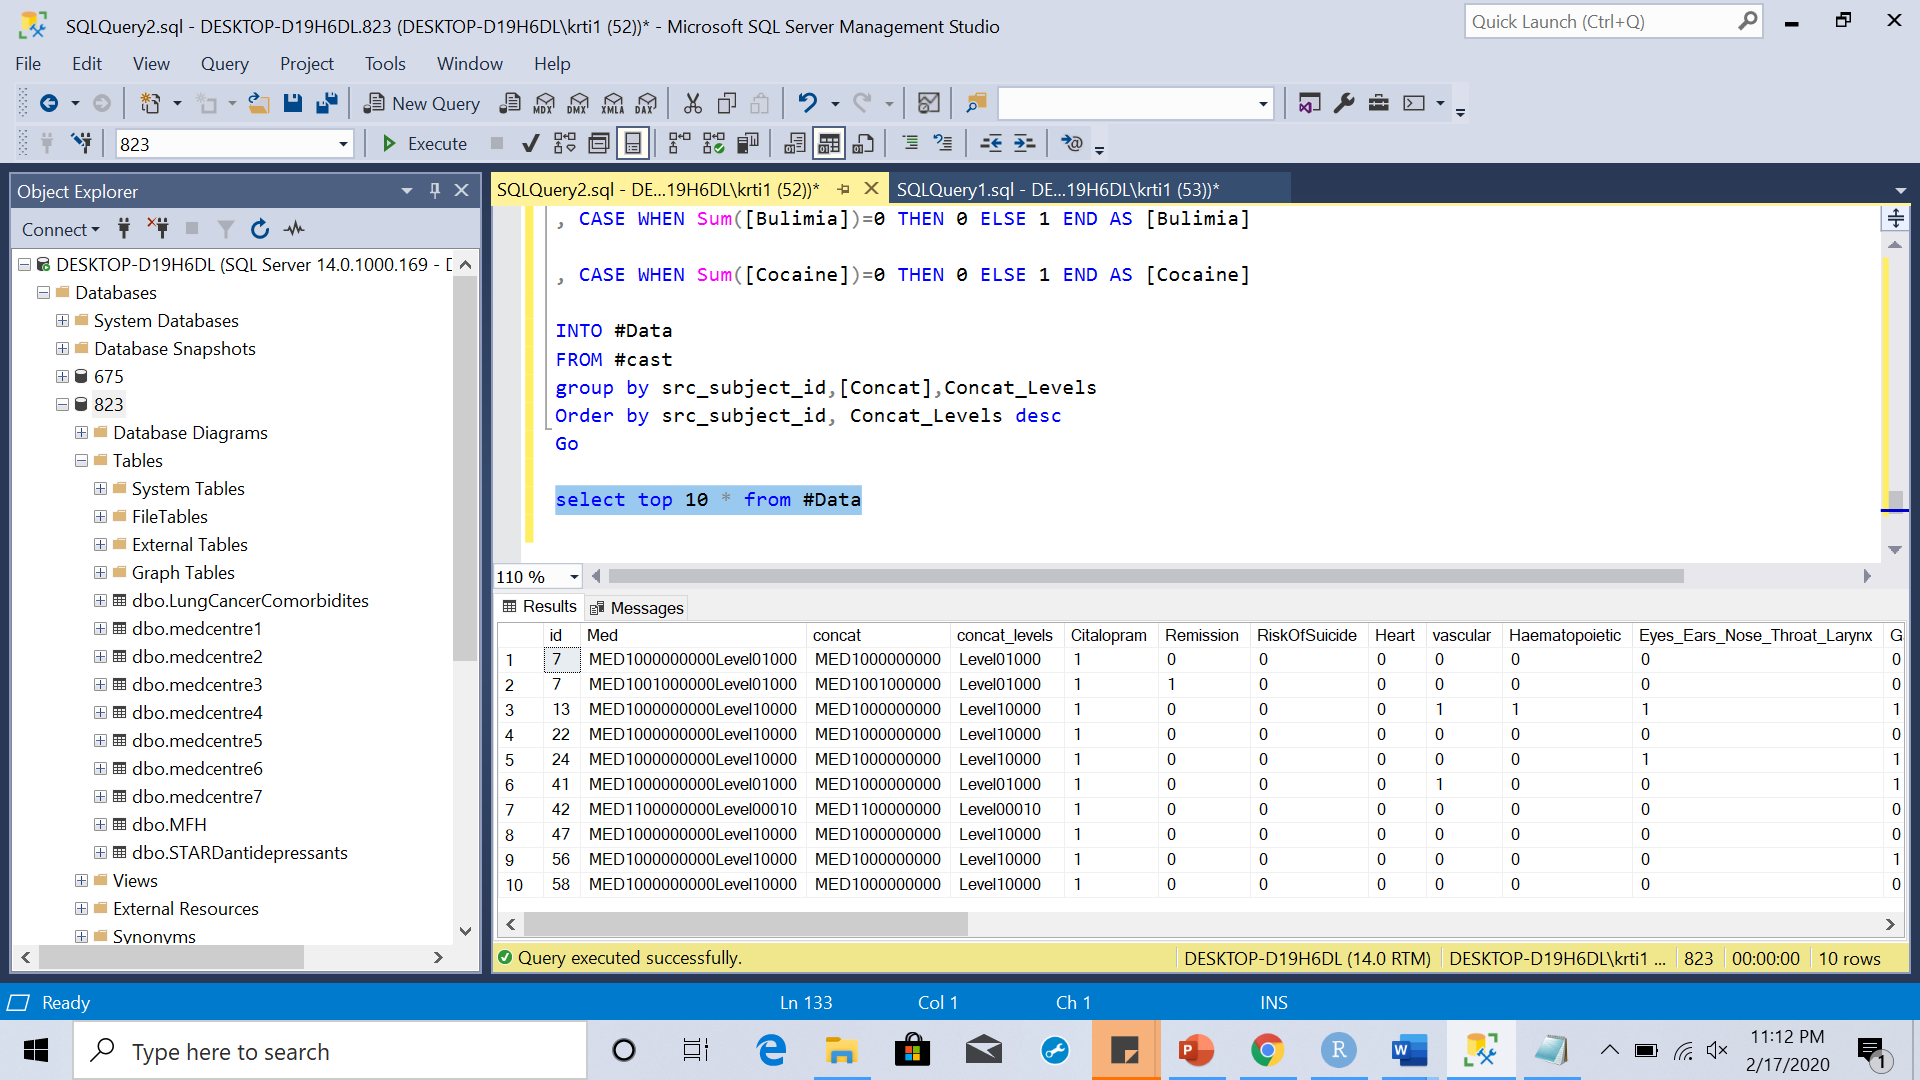 SQLQuery2.sql - DESKTOP-D19H6DL.823 (DESKTOP-D19H6DL\krti1 (52))* - Microsoft SQL Server Management Studio
Quick Launch (Ctrl+Q)
File Edit View Query Project Tools Window Help
New Query MDX DMX XMLA DAX
823 Execute
Object Explorer
Connect
DESKTOP-D19H6DL (SQL Server 14.0.1000.169 - D
Databases
System Databases
Database Snapshots
675
823
Database Diagrams
Tables
System Tables
FileTables
External Tables
Graph Tables
dbo.LungCancerComorbidites
dbo.medcentre1
dbo.medcentre2
dbo.medcentre3
dbo.medcentre4
dbo.medcentre5
dbo.medcentre6
dbo.medcentre7
dbo.MFH
dbo.STARDantidepressants
Views
External Resources
Synonyms
SQLQuery2.sql - DE...19H6DL\krti1 (52))* SQLQuery1.sql - DE...19H6DL\krti1 (53))*
, CASE WHEN Sum([Bulimia])=0 THEN 0 ELSE 1 END AS [Bulimia]
, CASE WHEN Sum([Cocaine])=0 THEN 0 ELSE 1 END AS [Cocaine]
INTO #Data
FROM #cast
group by src_subject_id,[Concat],Concat_Levels
Order by src_subject_id, Concat_Levels desc
Go
select top 10 * from #Data
110 %
Results Messages
id Med concat concat_levels Citalopram Remission RiskOfSuicide Heart vascular Haematopoietic Eyes_Ears_Nose_Throat_Larynx G
1 7 MED1000000000Level01000 MED1000000000 Level01000 1 0 0 0 0 0 0 0
2 7 MED1001000000Level01000 MED1001000000 Level01000 1 1 0 0 0 0 0 0
3 13 MED1000000000Level10000 MED1000000000 Level10000 1 0 0 0 1 1 1 1
4 22 MED1000000000Level10000 MED1000000000 Level10000 1 0 0 0 0 0 0 0
5 24 MED1000000000Level10000 MED1000000000 Level10000 1 0 0 0 0 0 1 1
6 41 MED1000000000Level01000 MED1000000000 Level01000 1 0 0 0 1 0 0 1
7 42 MED1100000000Level00010 MED1100000000 Level00010 1 0 0 0 0 0 0 0
8 47 MED1000000000Level10000 MED1000000000 Level10000 1 0 0 0 0 0 0 0
9 56 MED1000000000Level10000 MED1000000000 Level10000 1 0 0 0 0 0 0 1
10 58 MED1000000000Level10000 MED1000000000 Level10000 1 0 0 0 0 0 0 0
Query executed successfully. DESKTOP-D19H6DL (14.0 RTM) DESKTOP-D19H6DL\krti1 ... 823 00:00:00 10 rows
Ready Ln 133 Col 1 Ch 1 INS
Type here to search
11:12 PM
2/17/2020
1